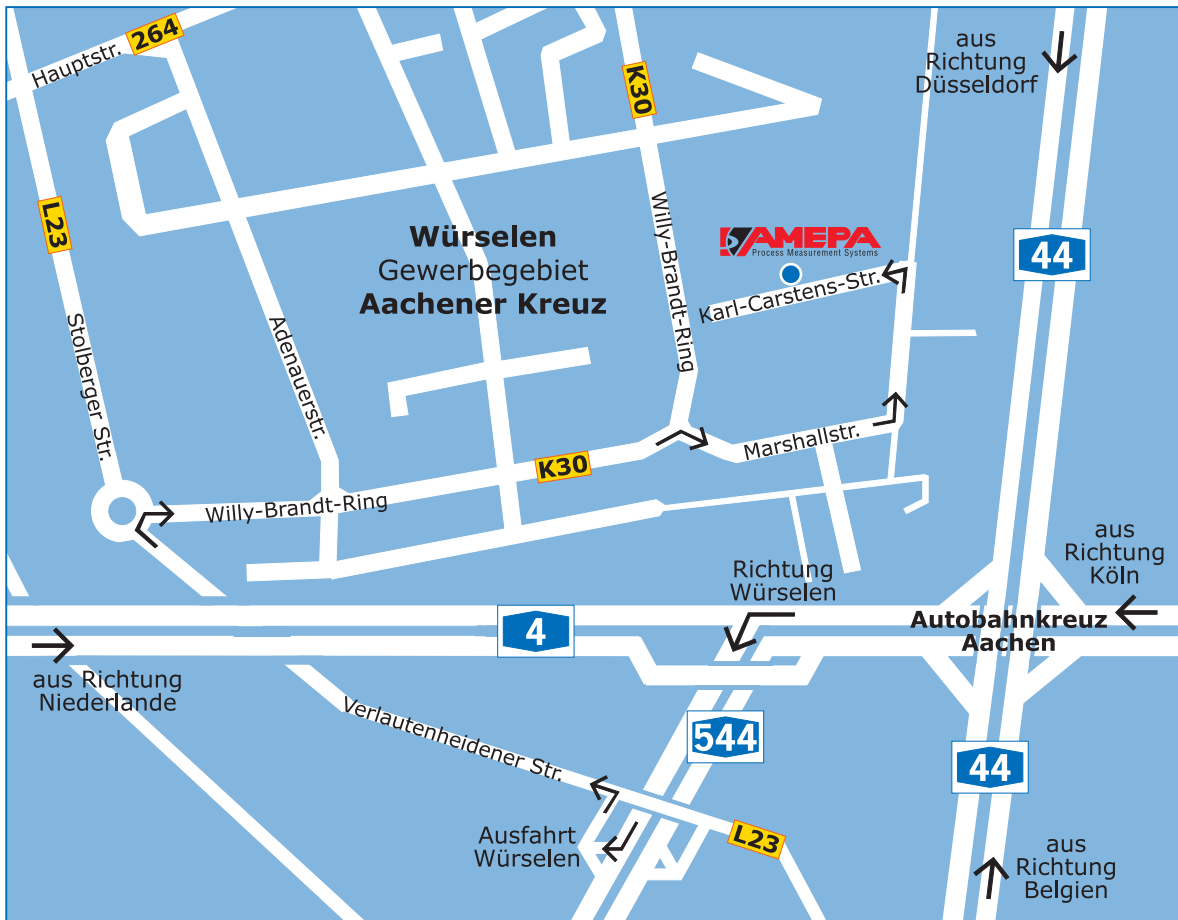 264
Hauptstr.
aus
Richtung
Düsseldorf
K30
L23
Willy-Brandt-Ring
Würselen
Gewerbegebiet
Aachener Kreuz
AMEPA
Process Measurement Systems
44
Karl-Carstens-Str.
Stolberger Str.
Adenauerstr.
Marshallstr.
K30
Willy-Brandt-Ring
aus
Richtung
Köln
Richtung
Würselen
4
Autobahnkreuz
Aachen
aus Richtung
Niederlande
Verlautenheidener Str.
544
44
Ausfahrt
Würselen
L23
aus
Richtung
Belgien